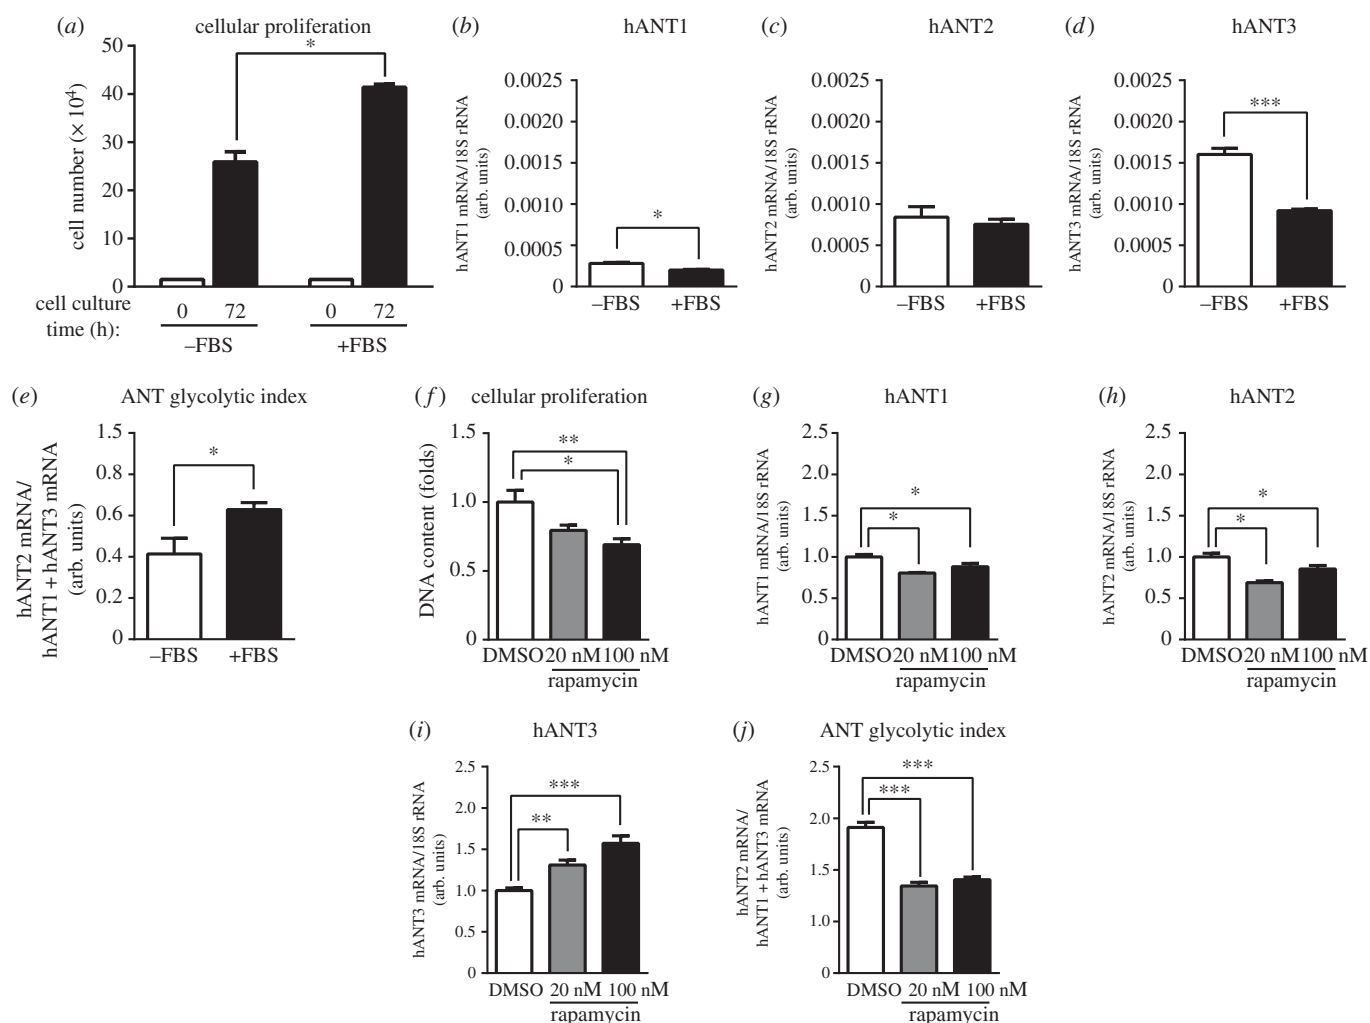 (a)
cellular proliferation
*
cell number (× 10⁴)
50
40
30
20
10
0
cell culture
time (h):
0 72 0 72
–FBS +FBS
(b)
hANT1
hANT1 mRNA/18S rRNA
(arb. units)
0.0025
0.0020
0.0015
0.0010
0.0005
0
*
–FBS +FBS
(c)
hANT2
hANT2 mRNA/18S rRNA
(arb. units)
0.0025
0.0020
0.0015
0.0010
0.0005
0
–FBS +FBS
(d)
hANT3
hANT3 mRNA/18S rRNA
(arb. units)
0.0025
0.0020
0.0015
0.0010
0.0005
0
***
–FBS +FBS
(e)
ANT glycolytic index
hANT2 mRNA/
hANT1 + hANT3 mRNA
(arb. units)
1.5
0.8
0.6
0.4
0.2
0
*
–FBS +FBS
(f)
cellular proliferation
DNA content (folds)
1.5
1.0
0.5
0
**
*
DMSO 20 nM 100 nM
rapamycin
(g)
hANT1
hANT1 mRNA/18S rRNA
(arb. units)
2.5
2.0
1.5
1.0
0.5
0
*
*
DMSO 20 nM 100 nM
rapamycin
(h)
hANT2
hANT2 mRNA/18S rRNA
(arb. units)
2.5
2.0
1.5
1.0
0.5
0
*
*
DMSO 20 nM 100 nM
rapamycin
(i)
hANT3
hANT3 mRNA/18S rRNA
(arb. units)
2.5
2.0
1.5
1.0
0.5
0
***
**
DMSO 20 nM 100 nM
rapamycin
(j)
ANT glycolytic index
hANT2 mRNA/
hANT1 + hANT3 mRNA
(arb. units)
2.5
2.0
1.5
1.0
0
***
***
DMSO 20 nM 100 nM
rapamycin